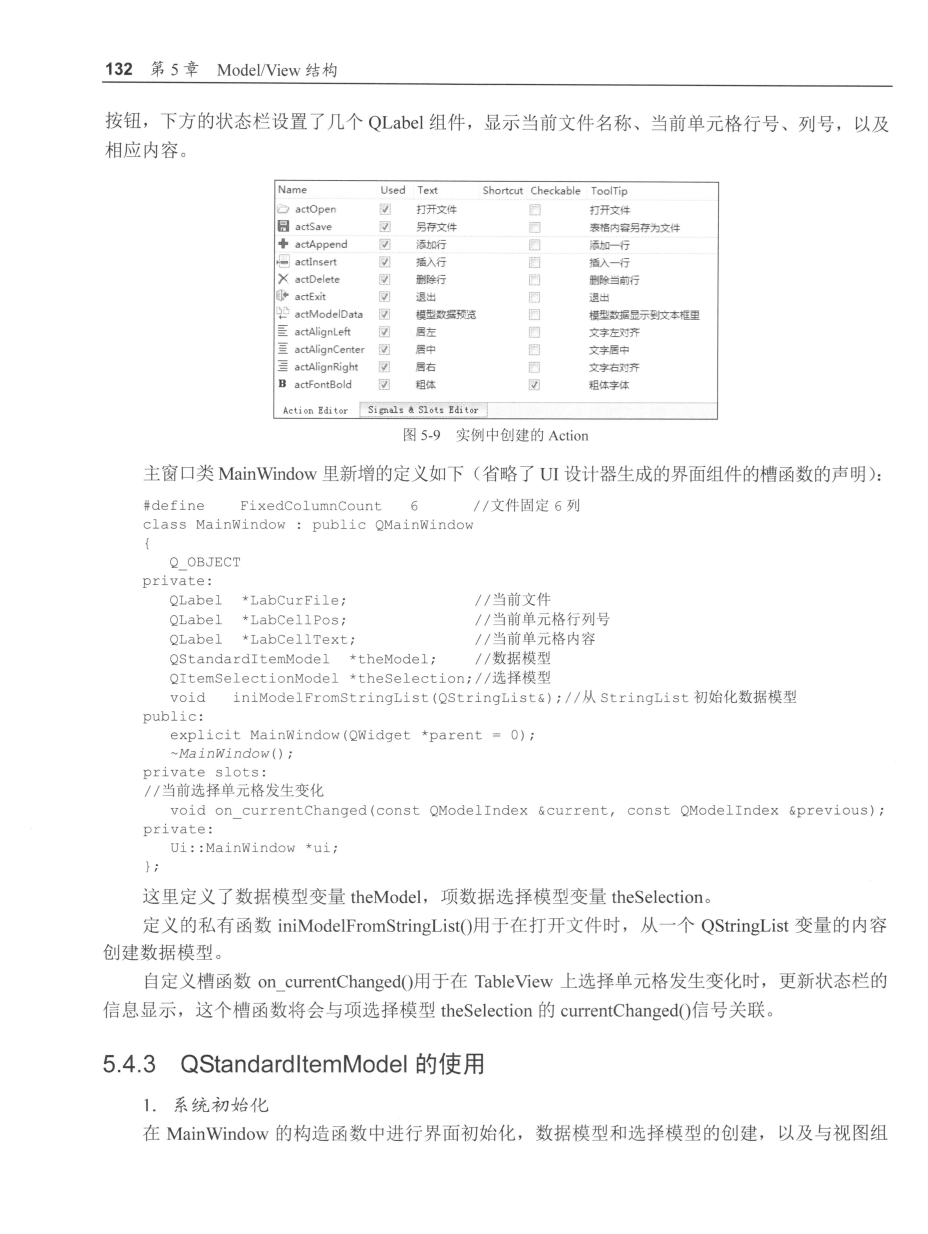 132 第 5 章 Model/View 结构
按钮，下方的状态栏设置了几个 QLabel 组件，显示当前文件名称、当前单元格行号、列号，以及
相应内容。
Name Used Text Shortcut Checkable ToolTip
actOpen 打开文件 打开文件
actSave 另存文件 表格内容另存为文件
actAppend 添加行 添加一行
actInsert 插入行 插入一行
actDelete 删除行 删除当前行
actExit 退出 退出
actModelData 模型数据预览 模型数据显示到文本框里
actAlignLeft 居左 文字左对齐
actAlignCenter 居中 文字居中
actAlignRight 居右 文字右对齐
B actFontBold 粗体 粗体字体
Action Editor Signals & Slots Editor
图 5-9 实例中创建的 Action
主窗口类 MainWindow 里新增的定义如下（省略了 UI 设计器生成的界面组件的槽函数的声明）：
#define FixedColumnCount 6 //文件固定 6 列
class MainWindow : public QMainWindow
{
Q_OBJECT
private:
QLabel *LabCurFile; //当前文件
QLabel *LabCellPos; //当前单元格行列号
QLabel *LabCellText; //当前单元格内容
QStandardItemModel *theModel; //数据模型
QItemSelectionModel *theSelection;//选择模型
void iniModelFromStringList(QStringList&);//从 StringList 初始化数据模型
public:
explicit MainWindow(QWidget *parent = 0);
~MainWindow();
private slots:
//当前选择单元格发生变化
void on_currentChanged(const QModelIndex &current, const QModelIndex &previous);
private:
Ui::MainWindow *ui;
};
这里定义了数据模型变量 theModel，项数据选择模型变量 theSelection。
定义的私有函数 iniModelFromStringList()用于在打开文件时，从一个 QStringList 变量的内容
创建数据模型。
自定义槽函数 on_currentChanged()用于在 TableView 上选择单元格发生变化时，更新状态栏的
信息显示，这个槽函数将会与项选择模型 theSelection 的 currentChanged()信号关联。
5.4.3 QStandardItemModel 的使用
1. 系统初始化
在 MainWindow 的构造函数中进行界面初始化，数据模型和选择模型的创建，以及与视图组